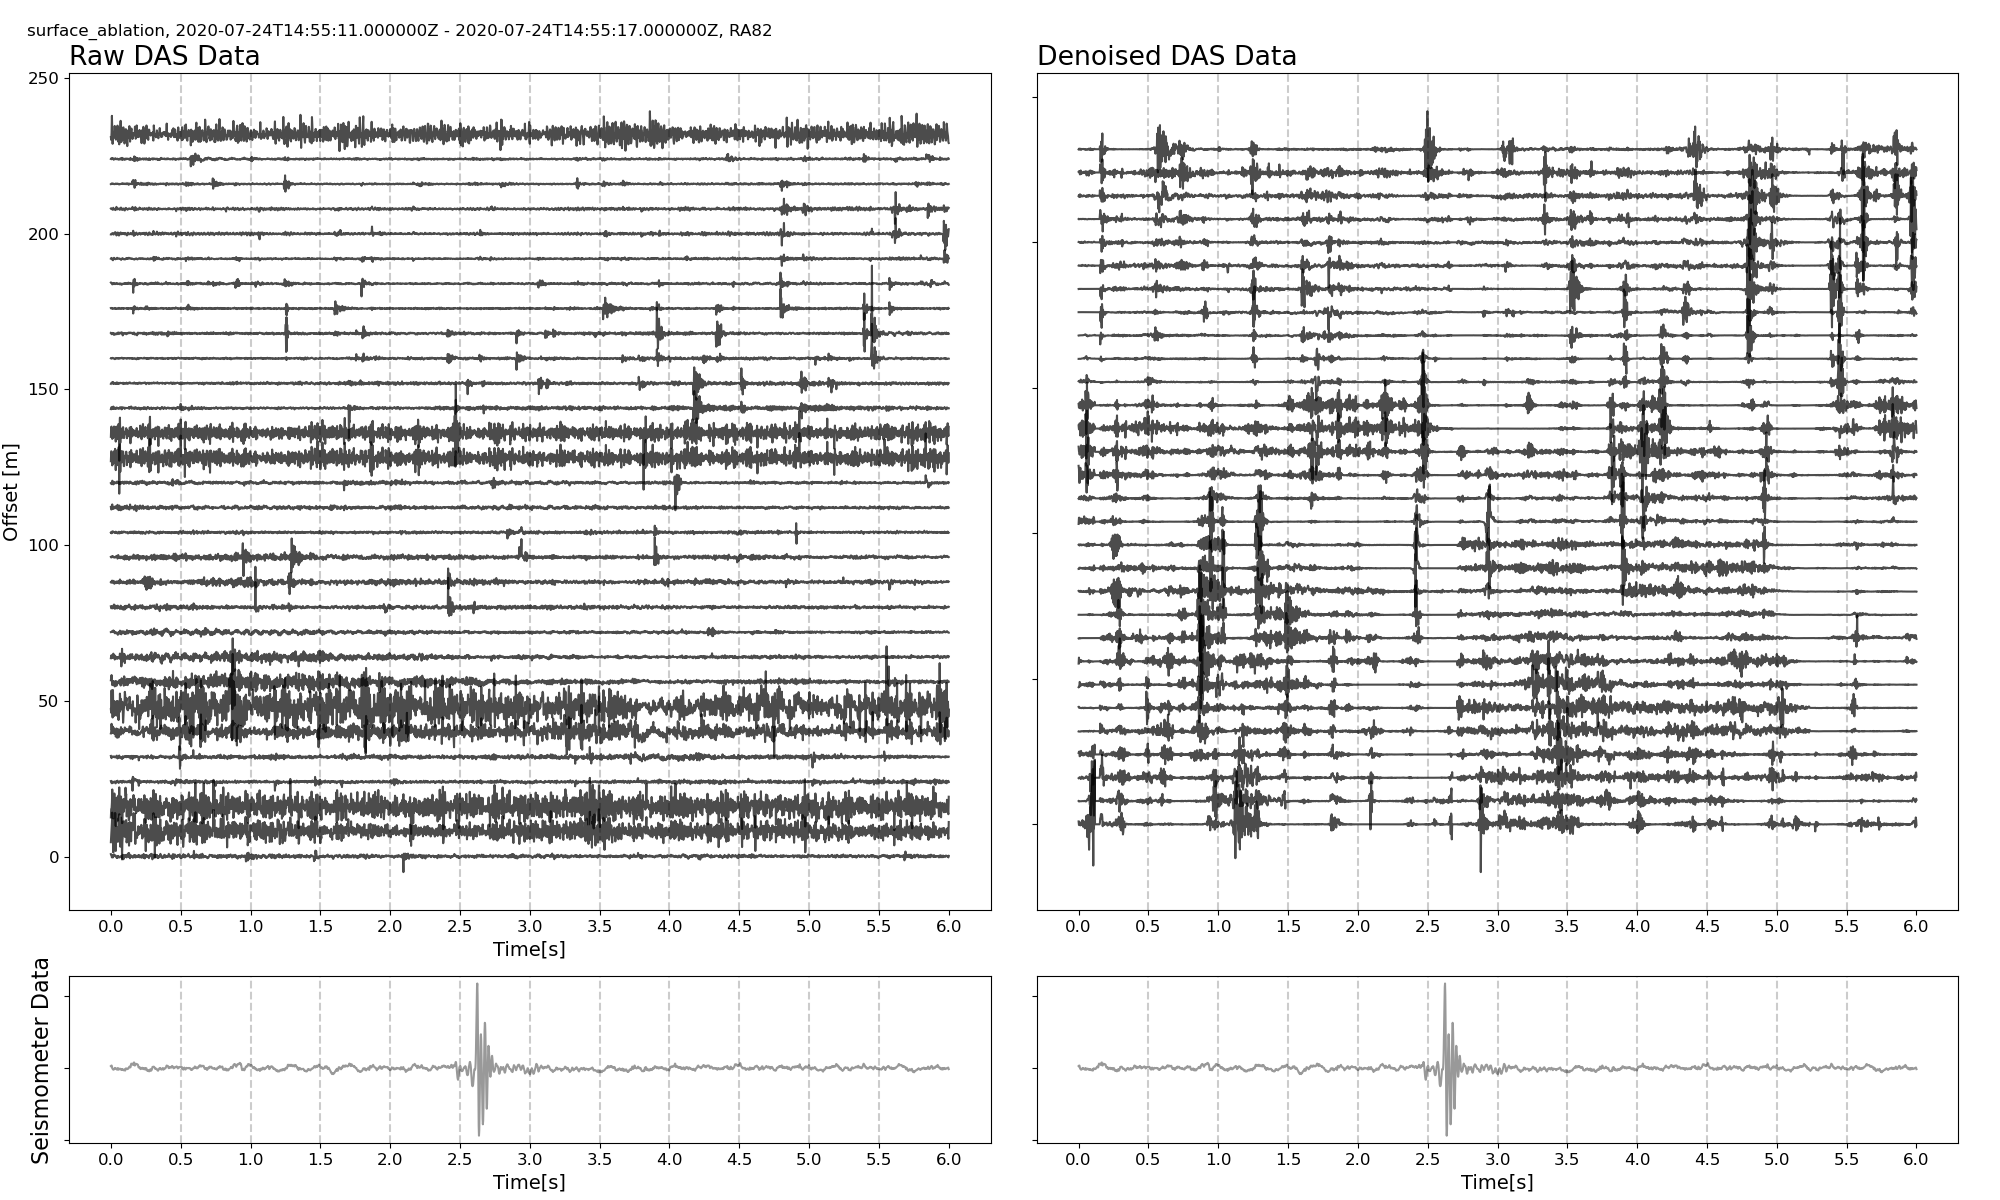 surface_ablation, 2020-07-24T14:55:11.000000Z - 2020-07-24T14:55:17.000000Z, RA82
Raw DAS Data
Denoised DAS Data
250
200
150
100
50
0
Offset [m]
0.0 0.5 1.0 1.5 2.0 2.5 3.0 3.5 4.0 4.5 5.0 5.5 6.0
Time[s]
0.0 0.5 1.0 1.5 2.0 2.5 3.0 3.5 4.0 4.5 5.0 5.5 6.0
Seismometer Data
0.0 0.5 1.0 1.5 2.0 2.5 3.0 3.5 4.0 4.5 5.0 5.5 6.0
Time[s]
0.0 0.5 1.0 1.5 2.0 2.5 3.0 3.5 4.0 4.5 5.0 5.5 6.0
Time[s]